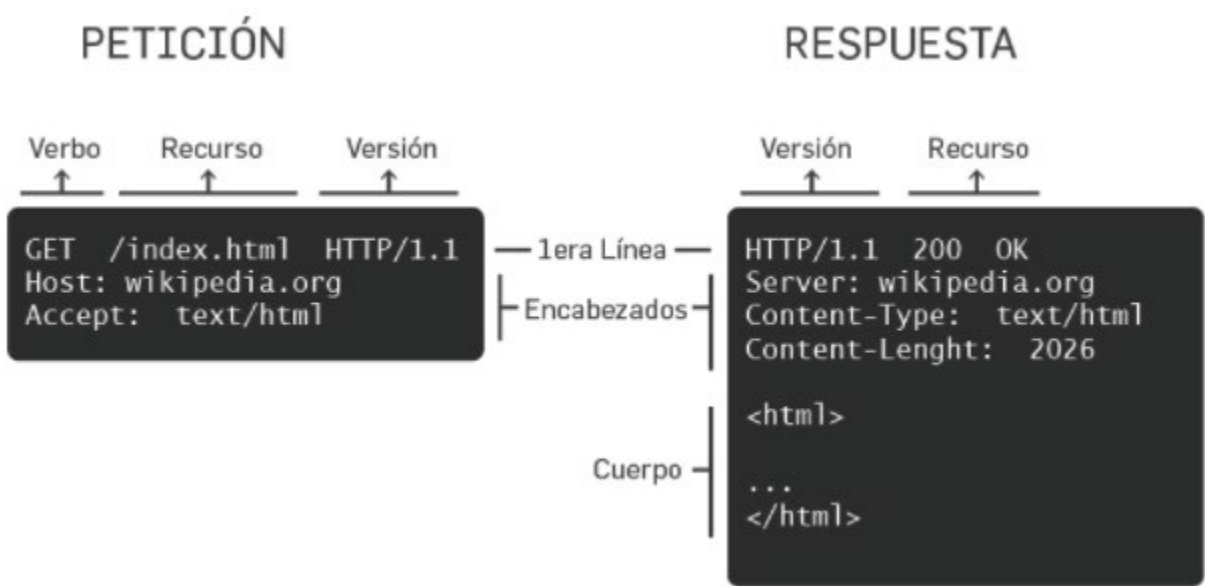 PETICIÓN
RESPUESTA
Verbo Recurso Versión
Versión Recurso
GET /index.html HTTP/1.1
Host: wikipedia.org
Accept: text/html
1era Línea
Encabezados
Cuerpo
HTTP/1.1 200 OK
Server: wikipedia.org
Content-Type: text/html
Content-Lenght: 2026
<html>
...
</html>